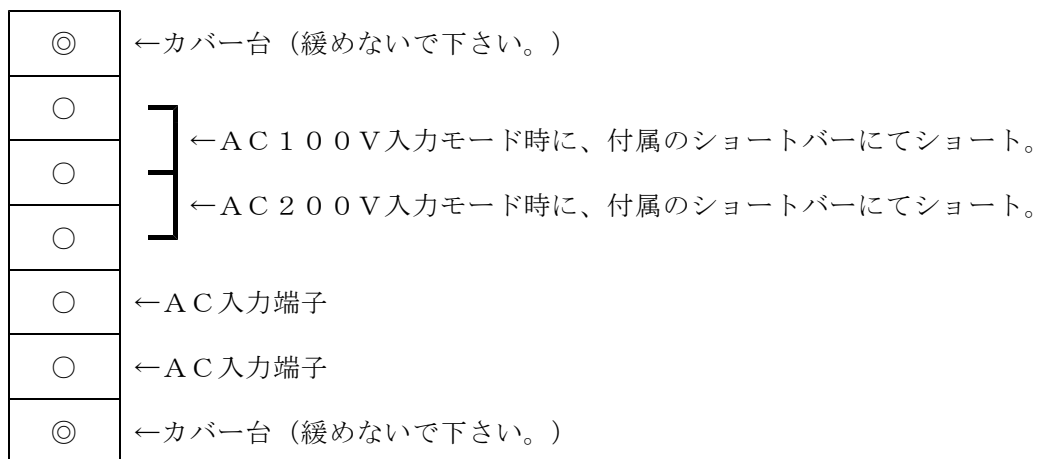 ◎ ←カバー台（緩めないで下さい。）
○
←ＡＣ１００Ｖ入力モード時に、付属のショートバーにてショート。
○
←ＡＣ２００Ｖ入力モード時に、付属のショートバーにてショート。
○
○ ←ＡＣ入力端子
○ ←ＡＣ入力端子
◎ ←カバー台（緩めないで下さい。）